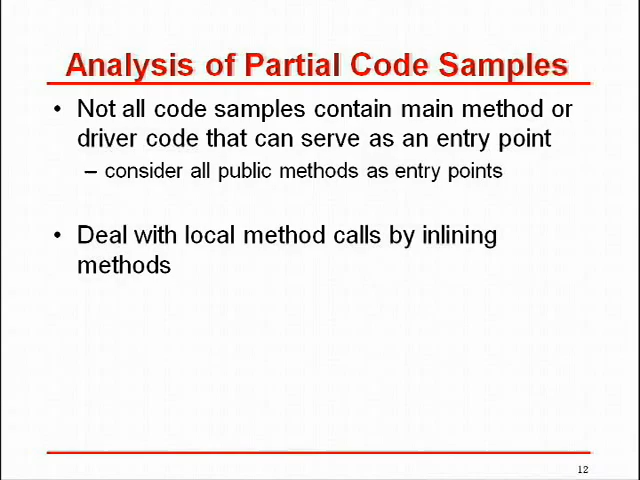 Analysis of Partial Code Samples
• Not all code samples contain main method or
driver code that can serve as an entry point
– consider all public methods as entry points
• Deal with local method calls by inlining
methods
12